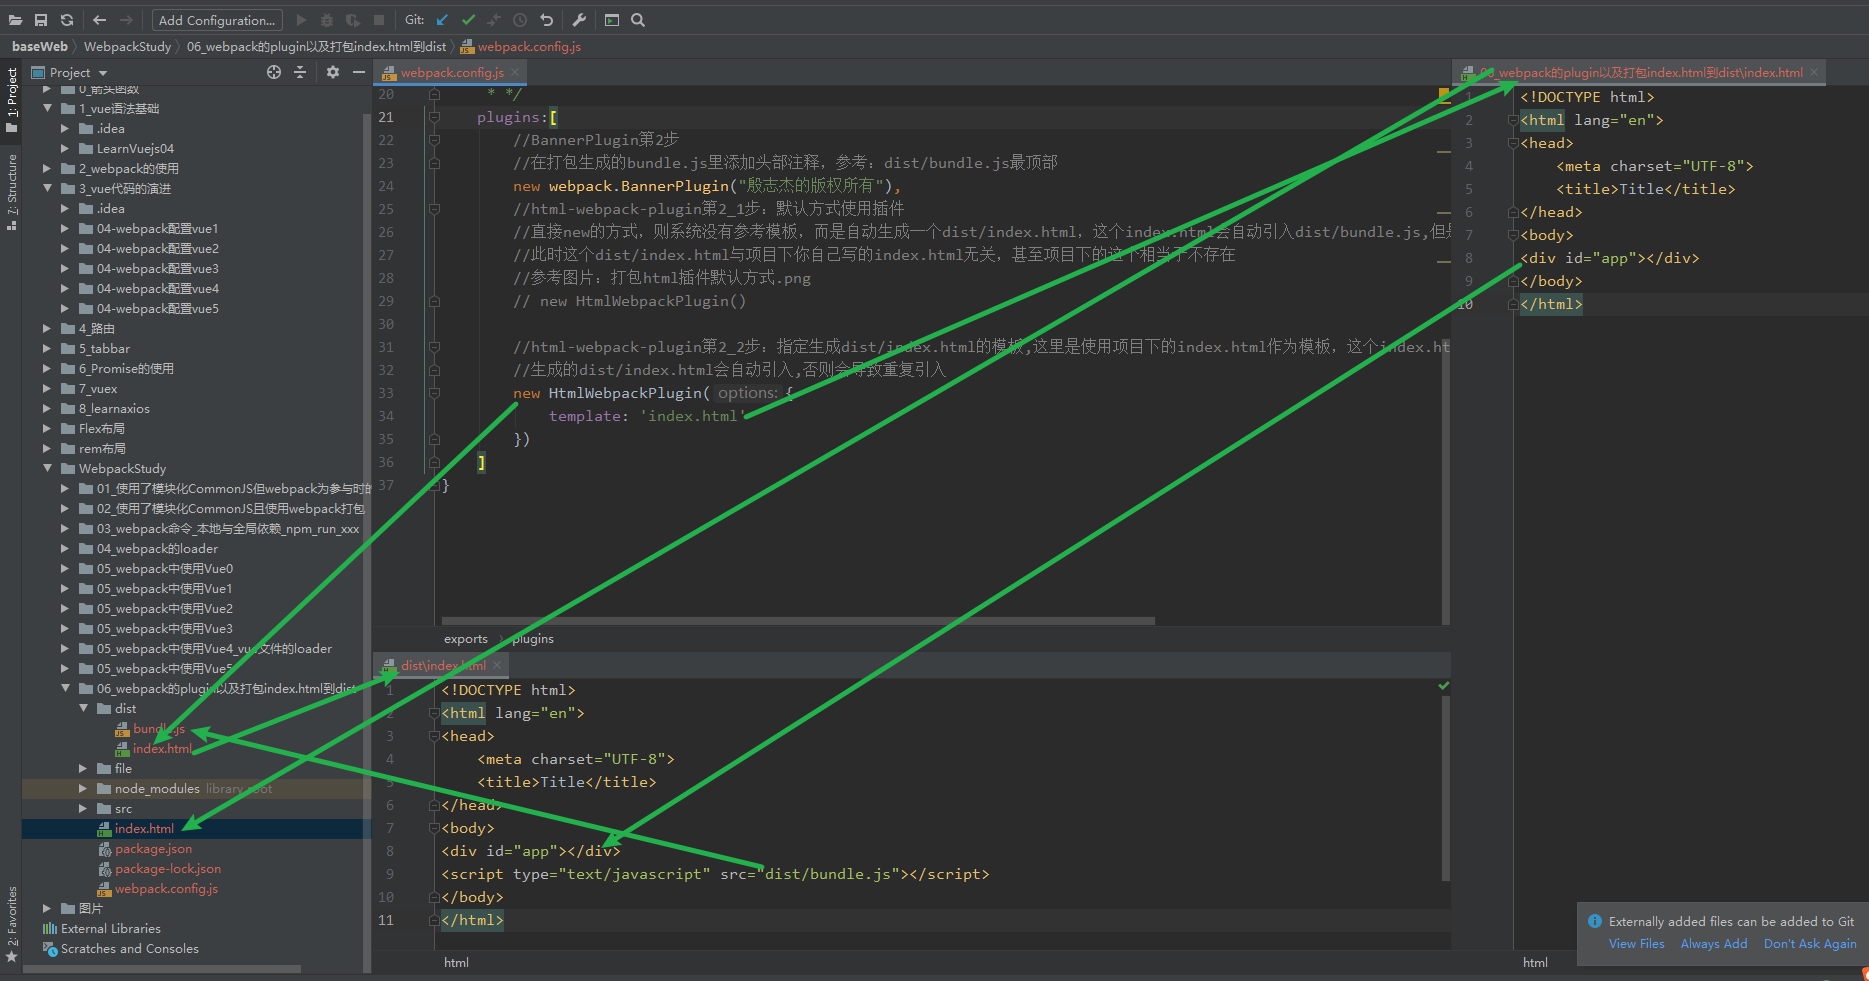 Add Configuration...
Git:
baseWeb
WebpackStudy
06_webpack的plugin以及打包index.html到dist
webpack.config.js
1: Project
7: Structure
2: Favorites
Project
0_箭头函数
1_vue语法基础
.idea
LearnVuejs04
2_webpack的使用
3_vue代码的演进
.idea
04-webpack配置vue1
04-webpack配置vue2
04-webpack配置vue3
04-webpack配置vue4
04-webpack配置vue5
4_路由
5_tabbar
6_Promise的使用
7_vuex
8_learnaxios
Flex布局
rem布局
WebpackStudy
01_使用了模块化CommonJS但webpack为参与时的
02_使用了模块化CommonJS且使用webpack打包
03_webpack命令_本地与全局依赖_npm_run_xxx
04_webpack的loader
05_webpack中使用Vue0
05_webpack中使用Vue1
05_webpack中使用Vue2
05_webpack中使用Vue3
05_webpack中使用Vue4_vue文件的loader
05_webpack中使用Vue5
06_webpack的plugin以及打包index.html到dist
dist
bundle.js
index.html
file
node_modules library root
src
index.html
package.json
package-lock.json
webpack.config.js
图片
External Libraries
Scratches and Consoles
webpack.config.js
20 * */
21 plugins:[
22 //BannerPlugin第2步
23 //在打包生成的bundle.js里添加头部注释，参考：dist/bundle.js最顶部
24 new webpack.BannerPlugin("殷志杰的版权所有"),
25 //html-webpack-plugin第2_1步：默认方式使用插件
26 //直接new的方式，则系统没有参考模板，而是自动生成一个dist/index.html，这个index.html会自动引入dist/bundle.js,但是
27 //此时这个dist/index.html与项目下你自己写的index.html无关，甚至项目下的这个相当于不存在
28 //参考图片：打包html插件默认方式.png
29 // new HtmlWebpackPlugin()
30
31 //html-webpack-plugin第2_2步：指定生成dist/index.html的模板,这里是使用项目下的index.html作为模板，这个index.ht
32 //生成的dist/index.html会自动引入,否则会导致重复引入
33 new HtmlWebpackPlugin( options: {
34 template: 'index.html'
35 })
36 ]
37 }
exports
plugins
dist\index.html
1 <!DOCTYPE html>
2 <html lang="en">
3 <head>
4 <meta charset="UTF-8">
5 <title>Title</title>
6 </head>
7 <body>
8 <div id="app"></div>
9 <script type="text/javascript" src="dist/bundle.js"></script>
10 </body>
11 </html>
html
06_webpack的plugin以及打包index.html到dist\index.html
1 <!DOCTYPE html>
2 <html lang="en">
3 <head>
4 <meta charset="UTF-8">
5 <title>Title</title>
6 </head>
7 <body>
8 <div id="app"></div>
9 </body>
10 </html>
Externally added files can be added to Git
View Files Always Add Don't Ask Again
html